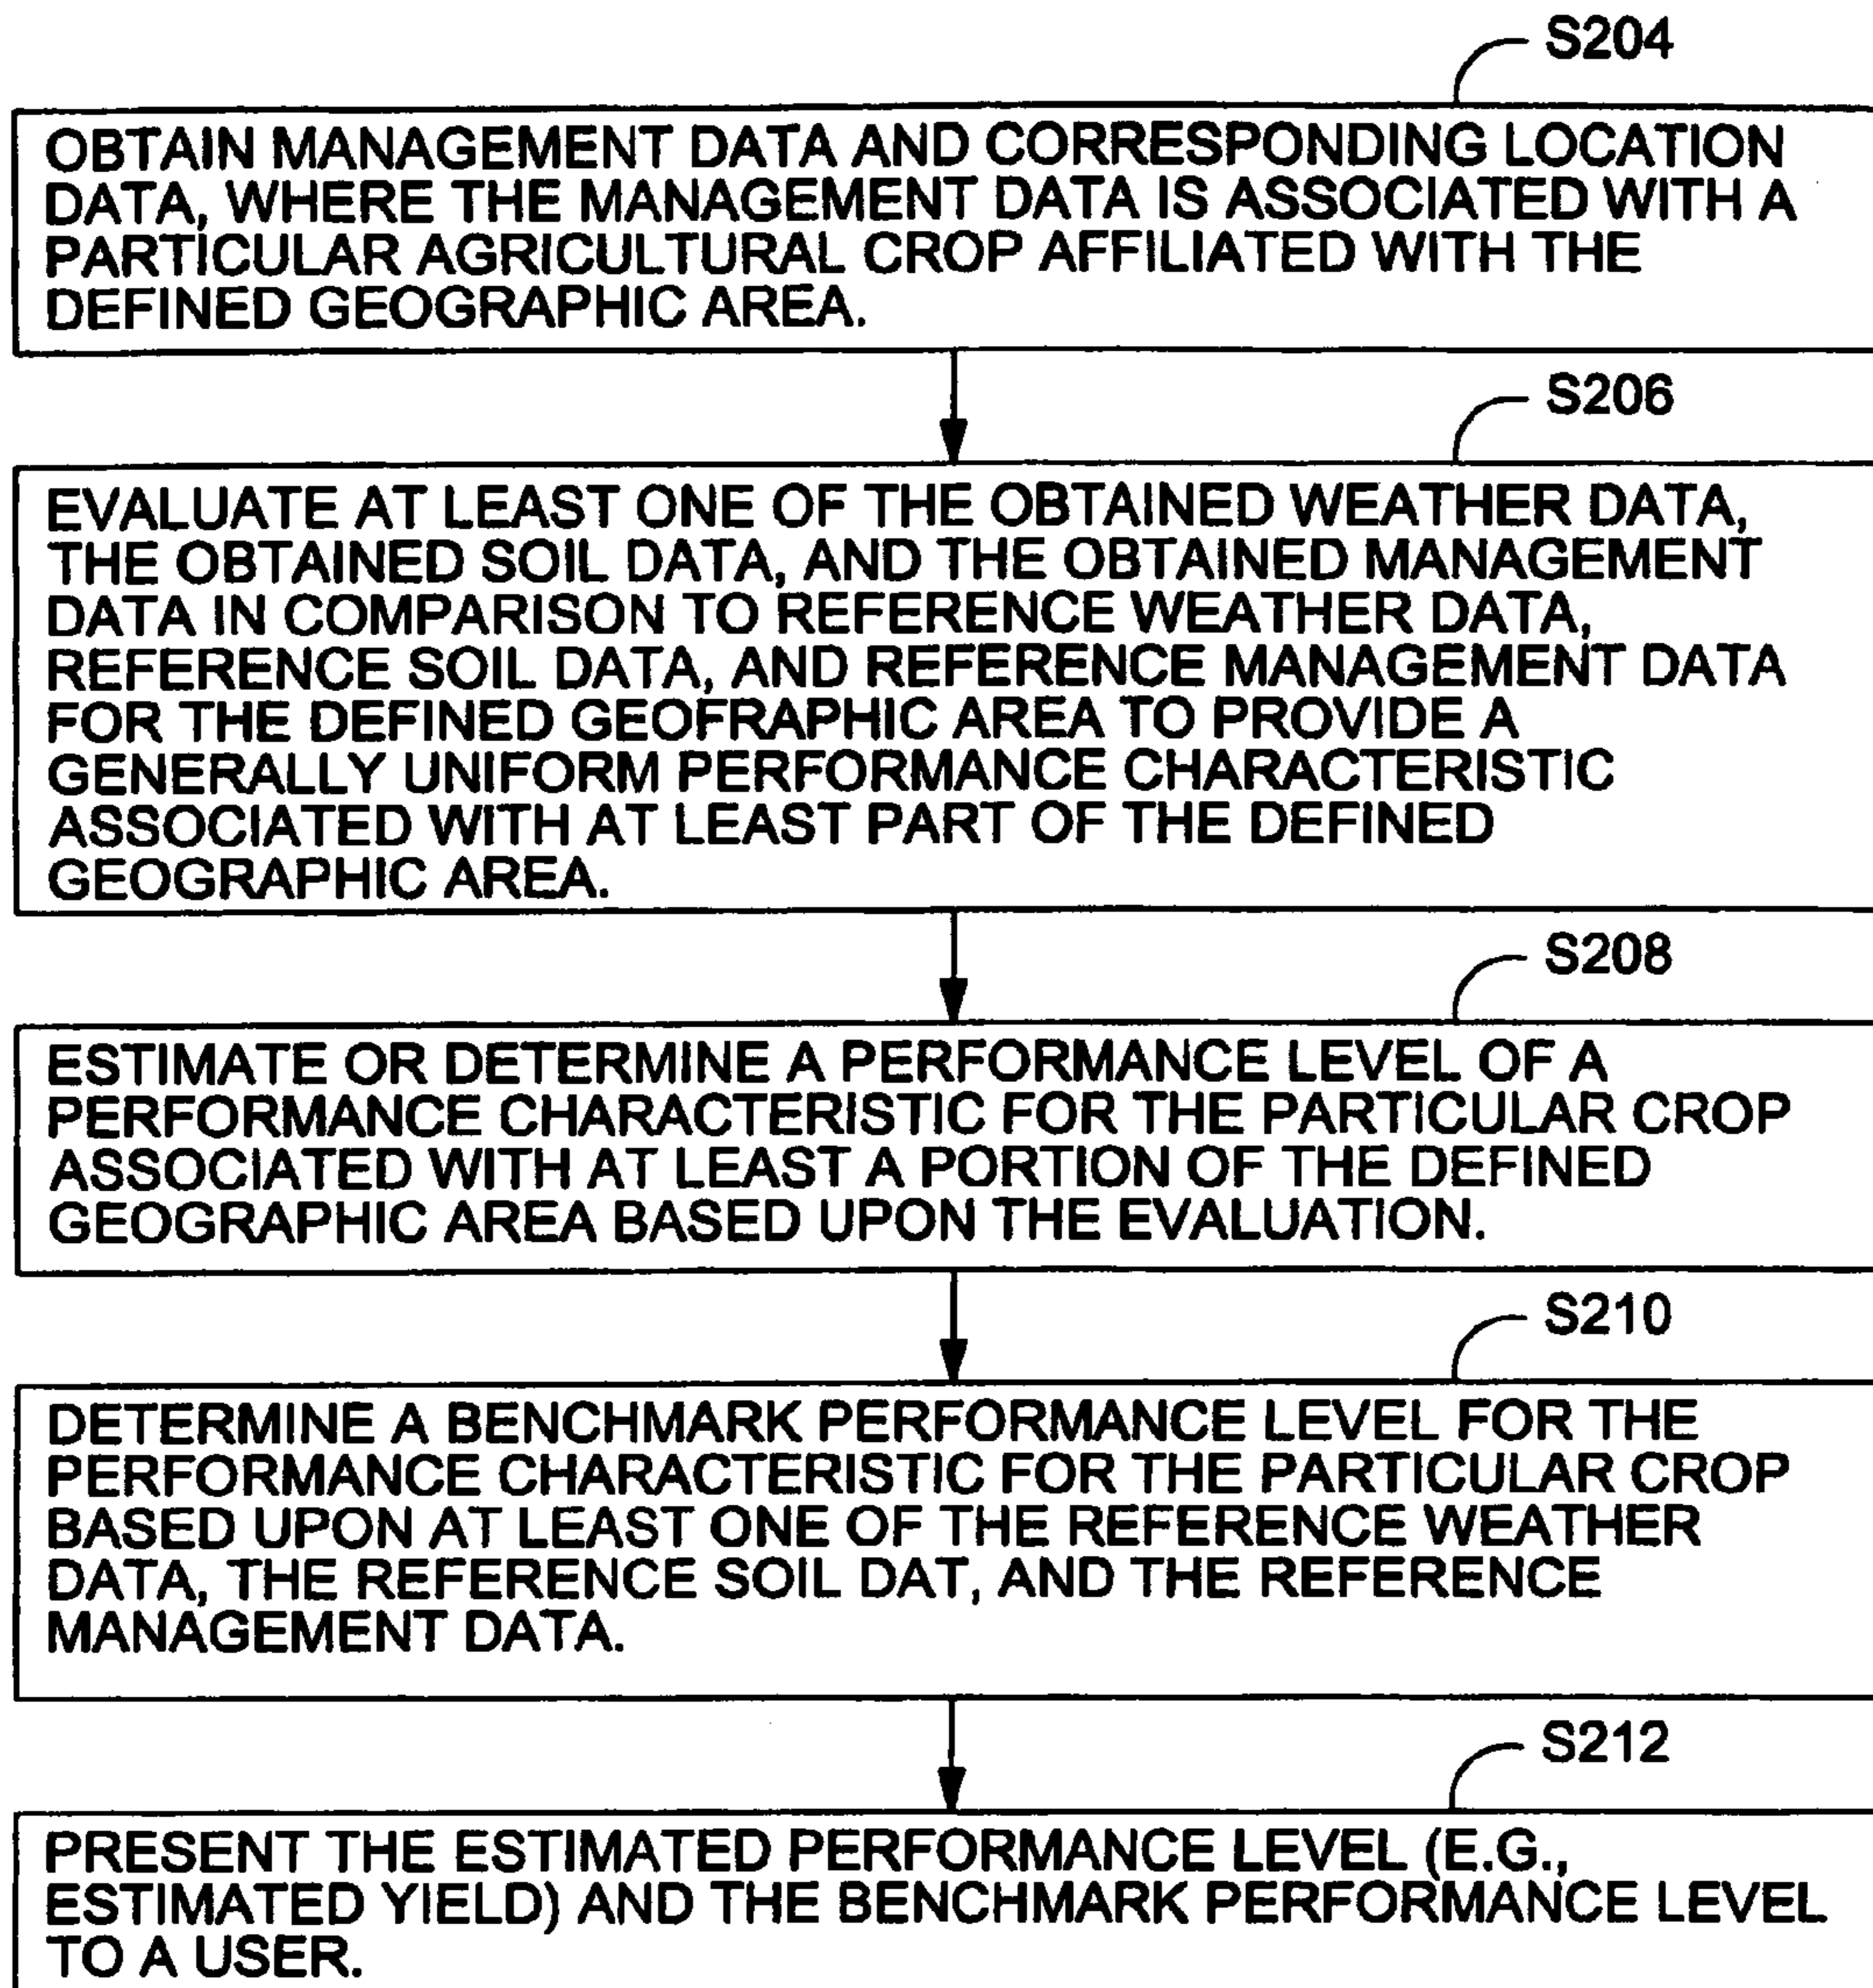 S204
OBTAIN MANAGEMENT DATA AND CORRESPONDING LOCATION
DATA, WHERE THE MANAGEMENT DATA IS ASSOCIATED WITH A
PARTICULAR AGRICULTURAL CROP AFFILIATED WITH THE
DEFINED GEOGRAPHIC AREA.
S206
EVALUATE AT LEAST ONE OF THE OBTAINED WEATHER DATA,
THE OBTAINED SOIL DATA, AND THE OBTAINED MANAGEMENT
DATA IN COMPARISON TO REFERENCE WEATHER DATA,
REFERENCE SOIL DATA, AND REFERENCE MANAGEMENT DATA
FOR THE DEFINED GEOFRAPHIC AREA TO PROVIDE A
GENERALLY UNIFORM PERFORMANCE CHARACTERISTIC
ASSOCIATED WITH AT LEAST PART OF THE DEFINED
GEOGRAPHIC AREA.
S208
ESTIMATE OR DETERMINE A PERFORMANCE LEVEL OF A
PERFORMANCE CHARACTERISTIC FOR THE PARTICULAR CROP
ASSOCIATED WITH AT LEAST A PORTION OF THE DEFINED
GEOGRAPHIC AREA BASED UPON THE EVALUATION.
S210
DETERMINE A BENCHMARK PERFORMANCE LEVEL FOR THE
PERFORMANCE CHARACTERISTIC FOR THE PARTICULAR CROP
BASED UPON AT LEAST ONE OF THE REFERENCE WEATHER
DATA, THE REFERENCE SOIL DAT, AND THE REFERENCE
MANAGEMENT DATA.
S212
PRESENT THE ESTIMATED PERFORMANCE LEVEL (E.G.,
ESTIMATED YIELD) AND THE BENCHMARK PERFORMANCE LEVEL
TO A USER.